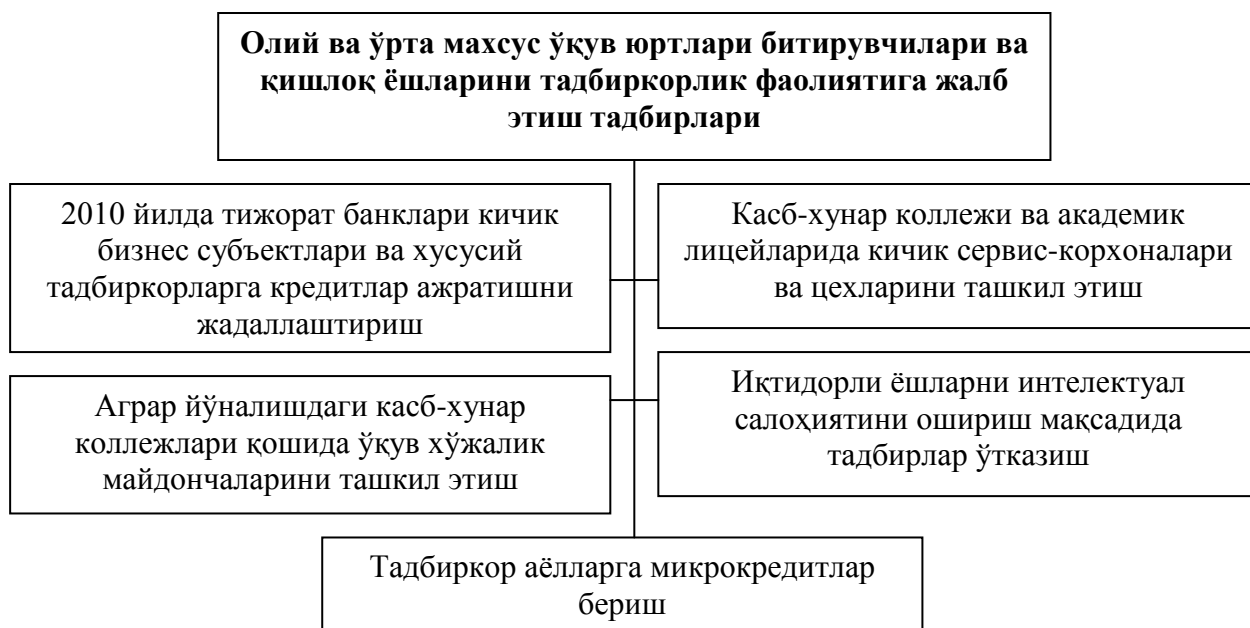 Олий ва ўрта махсус ўқув юртлари битирувчилари ва
қишлоқ ёшларини тадбиркорлик фаолиятига жалб
этиш тадбирлари
2010 йилда тижорат банклари кичик
бизнес субъектлари ва хусусий
тадбиркорларга кредитлар ажратишни
жадаллаштириш
Касб-хунар коллежи ва академик
лицейларида кичик сервис-корхоналари
ва цехларини ташкил этиш
Аграр йўналишдаги касб-хунар
коллежлари қошида ўқув хўжалик
майдончаларини ташкил этиш
Иқтидорли ёшларни интелектуал
салоҳиятини ошириш мақсадида
тадбирлар ўтказиш
Тадбиркор аёлларга микрокредитлар
бериш